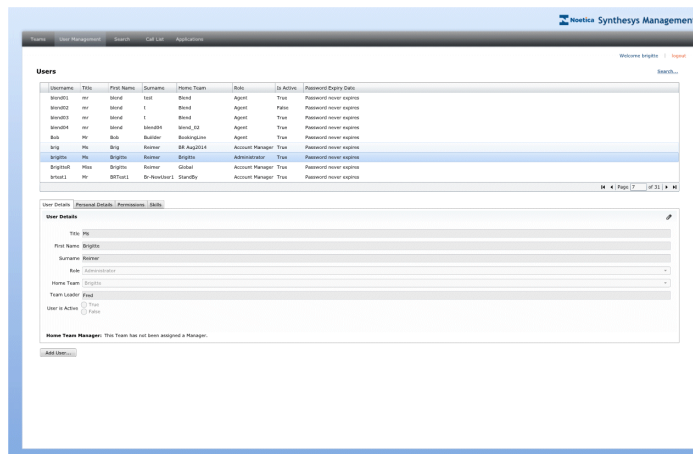 Noetica Synthesys Management
Teams User Management Search Call List Applications
Welcome brigitte | logout
Users
Search...
Username Title First Name Surname Home Team Role Is Active Password Expiry Date
blend01 mr blend test Blend Agent True Password never expires
blend02 mr blend t Blend Agent False Password never expires
blend03 mr blend t Blend Agent True Password never expires
blend04 mr blend blend04 blend_02 Agent True Password never expires
Bob Mr Bob Builder BookingLine Agent True Password never expires
brig Ms Brig Reimer BR Aug2014 Account Manager True Password never expires
brigitte Ms Brigitte Reimer Brigitte Administrator True Password never expires
BrigitteR Miss Brigitte Reimer Global Account Manager True Password never expires
brtest1 Mr BRTest1 Br-NewUser1 StandBy Account Manager True Password never expires
Page 7 of 31
User Details Personal Details Permissions Skills
User Details
Title Ms
First Name Brigitte
Surname Reimer
Role Administrator
Home Team Brigitte
Team Leader Fred
User is Active True
False
Home Team Manager: This Team has not been assigned a Manager.
Add User...